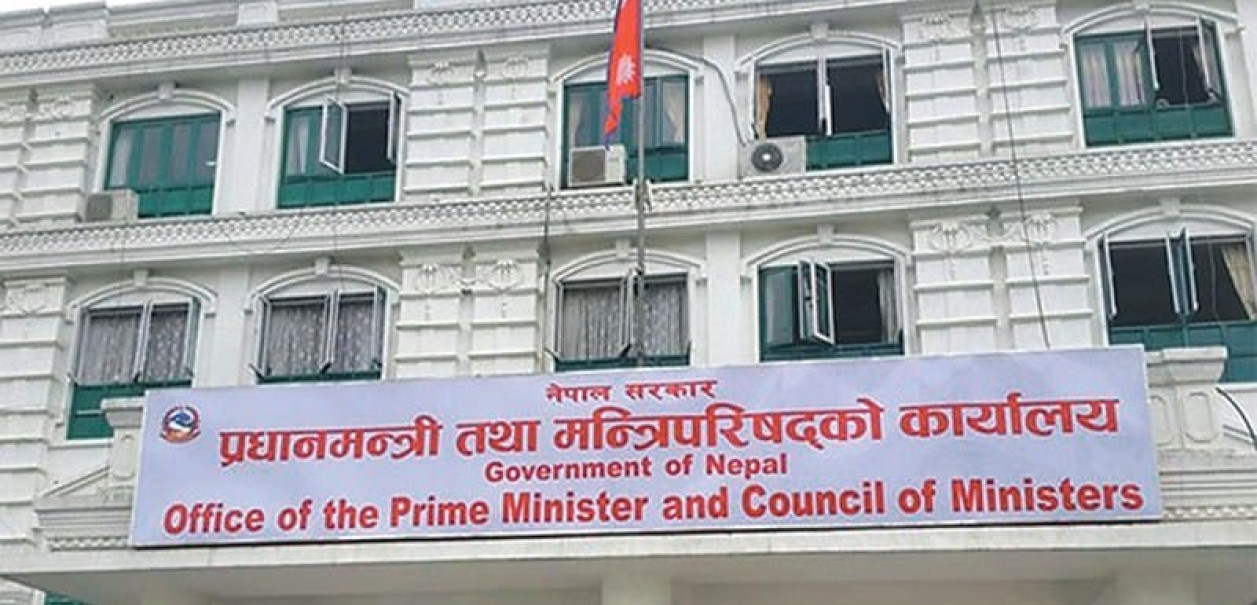 नेपाल सरकार
प्रधानमन्त्री तथा मन्त्रिपरिषद्को कार्यालय
Government of Nepal
Office of the Prime Minister and Council of Ministers